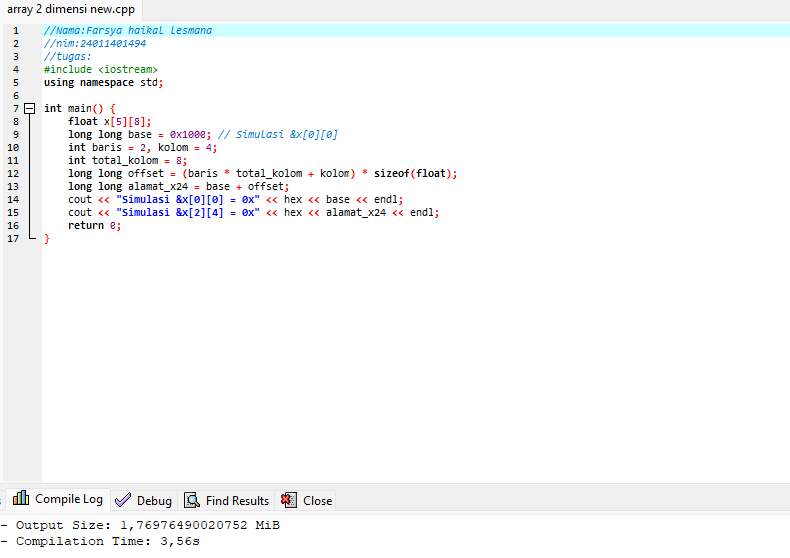 array 2 dimensi new.cpp
1 //Nama:Farsya haikal lesmana
2 //nim:24011401494
3 //tugas:
4 #include <iostream>
5 using namespace std;
6
7 int main() {
8 float x[5][8];
9 long long base = 0x1000; // Simulasi &x[0][0]
10 int baris = 2, kolom = 4;
11 int total_kolom = 8;
12 long long offset = (baris * total_kolom + kolom) * sizeof(float);
13 long long alamat_x24 = base + offset;
14 cout << "Simulasi &x[0][0] = 0x" << hex << base << endl;
15 cout << "Simulasi &x[2][4] = 0x" << hex << alamat_x24 << endl;
16 return 0;
17 }
Compile Log Debug Find Results Close
- Output Size: 1,76976490020752 MiB
- Compilation Time: 3,56s